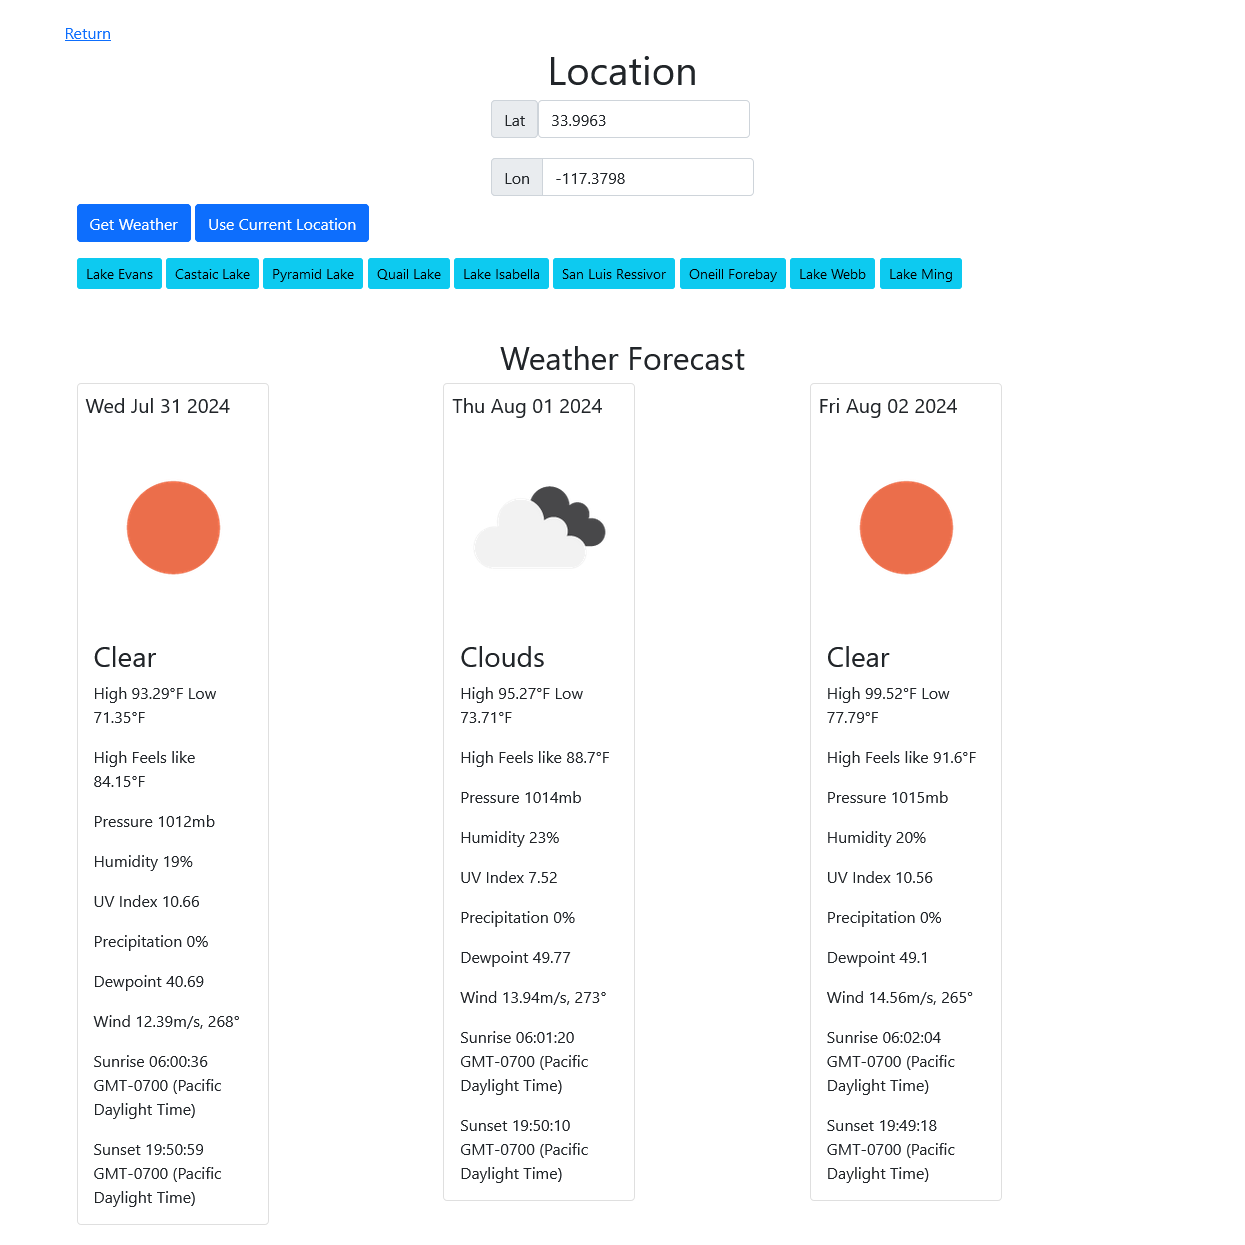 Return
Location
Lat 33.9963
Lon -117.3798
Get Weather Use Current Location
Lake Evans Castaic Lake Pyramid Lake Quail Lake Lake Isabella San Luis Ressivor Oneill Forebay Lake Webb Lake Ming
Weather Forecast
Wed Jul 31 2024
Clear
High 93.29°F Low
71.35°F
High Feels like
84.15°F
Pressure 1012mb
Humidity 19%
UV Index 10.66
Precipitation 0%
Dewpoint 40.69
Wind 12.39m/s, 268°
Sunrise 06:00:36
GMT-0700 (Pacific
Daylight Time)
Sunset 19:50:59
GMT-0700 (Pacific
Daylight Time)
Thu Aug 01 2024
Clouds
High 95.27°F Low
73.71°F
High Feels like 88.7°F
Pressure 1014mb
Humidity 23%
UV Index 7.52
Precipitation 0%
Dewpoint 49.77
Wind 13.94m/s, 273°
Sunrise 06:01:20
GMT-0700 (Pacific
Daylight Time)
Sunset 19:50:10
GMT-0700 (Pacific
Daylight Time)
Fri Aug 02 2024
Clear
High 99.52°F Low
77.79°F
High Feels like 91.6°F
Pressure 1015mb
Humidity 20%
UV Index 10.56
Precipitation 0%
Dewpoint 49.1
Wind 14.56m/s, 265°
Sunrise 06:02:04
GMT-0700 (Pacific
Daylight Time)
Sunset 19:49:18
GMT-0700 (Pacific
Daylight Time)